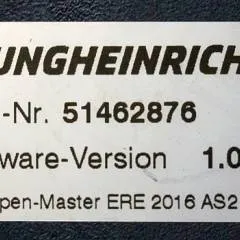 UNGHEINRICH
-Nr. 51462876
ware-Version 1.0
pen-Master ERE 2016 AS2